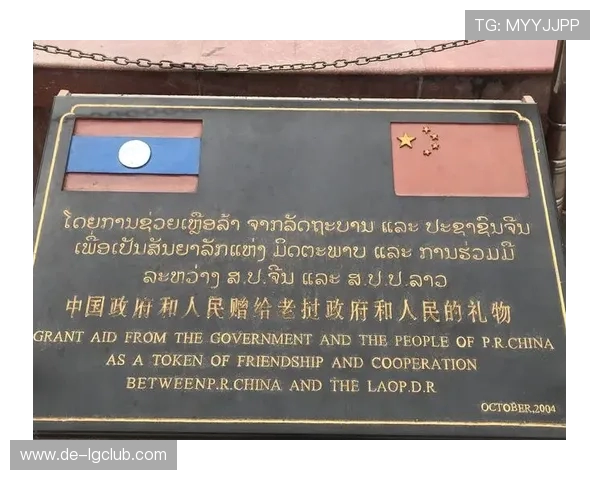 TG: MYYJJPP
ໂດຍການຊ່ວຍເຫຼືອລ້າ ຈາກລັດຖະບານ ແລະ ປະຊາຊົນຈີນ
ເພື່ອເປັນສັນຍາລັກແຫ່ງ ມິດຕະພາບ ແລະ ການຮ່ວມມື
ລະຫວ່າງ ສ.ປ.ຈີນ ແລະ ສ.ປ.ປ.ລາວ
中国政府和人民赠给老挝政府和人民的礼物
GRANT AID FROM THE GOVERNMENT AND THE PEOPLE OF P.R.CHINA
AS A TOKEN OF FRIENDSHIP AND COOPERATION
BETWEENP.R.CHINA AND THE LAOP.D.R
OCTOBER,2004
www.de-lgclub.com